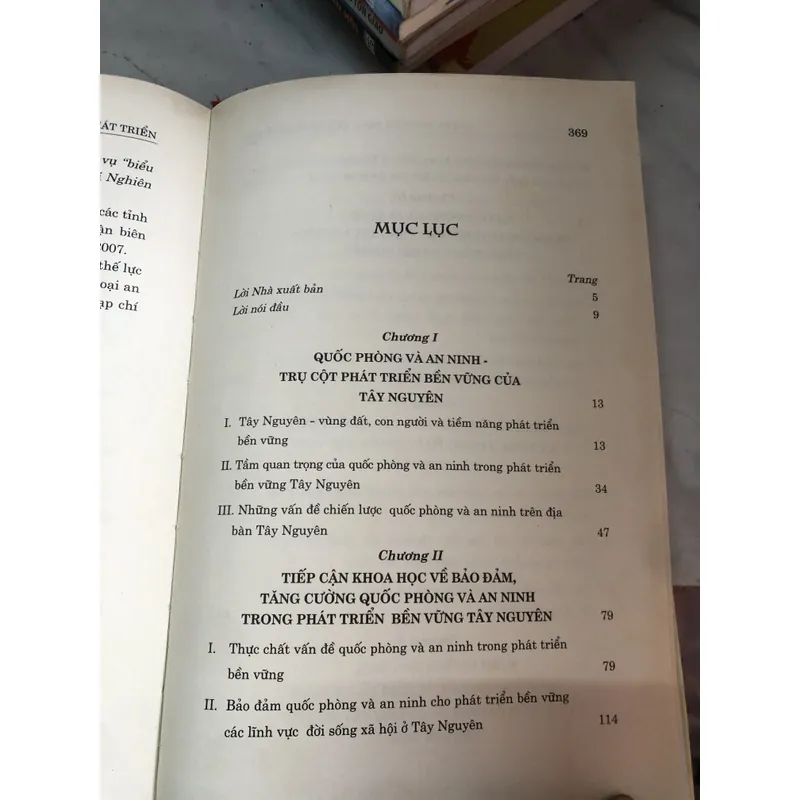 TÔN GIÁO
PHÁT TRIỂN
vụ "biểu
Nghiên
các tỉnh
biên
2007.
thế lực
an
chí
369
MỤC LỤC
Trang
Lời Nhà xuất bản 5
Lời nói đầu 9
Chương I
QUỐC PHÒNG VÀ AN NINH -
TRỤ CỘT PHÁT TRIỂN BỀN VỮNG CỦA
TÂY NGUYÊN 13
I. Tây Nguyên – vùng đất, con người và tiềm năng phát triển
bền vững 13
II. Tầm quan trọng của quốc phòng và an ninh trong phát triển
bền vững Tây Nguyên 34
III. Những vấn đề chiến lược quốc phòng và an ninh trên địa
bàn Tây Nguyên 47
Chương II
TIẾP CẬN KHOA HỌC VỀ BẢO ĐẢM,
TĂNG CƯỜNG QUỐC PHÒNG VÀ AN NINH
TRONG PHÁT TRIỂN BỀN VỮNG TÂY NGUYÊN 79
I. Thực chất vấn đề quốc phòng và an ninh trong phát triển
bền vững 79
II. Bảo đảm quốc phòng và an ninh cho phát triển bền vững
các lĩnh vực đời sống xã hội ở Tây Nguyên 114